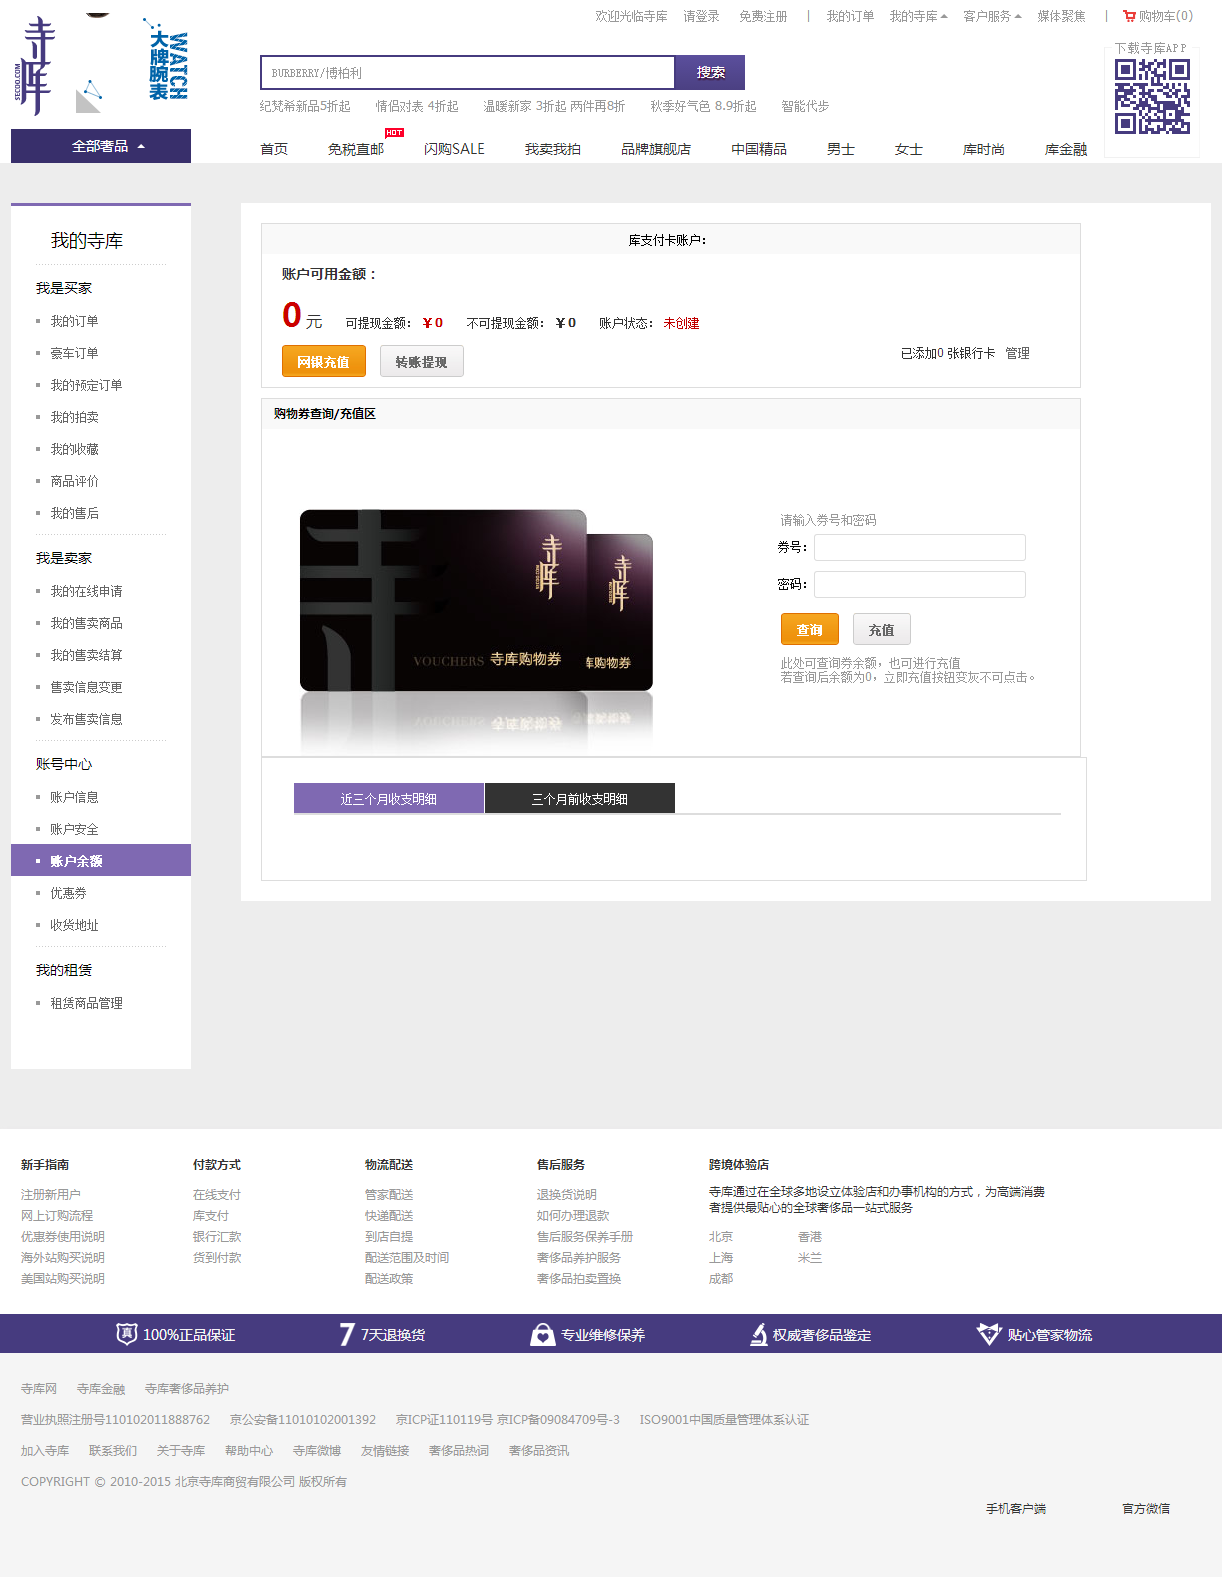 欢迎光临寺库 请登录 免费注册 | 我的订单 我的寺库 客户服务 媒体聚焦 | 购物车(0)
寺库
SECOO.COM
大牌腕表
WATCH
下载寺库APP
BURBERRY/博柏利
搜索
纪梵希新品5折起 情侣对表 4折起 温暖新家 3折起 两件再8折 秋季好气色 8.9折起 智能代步
HOT
全部奢品
首页 免税直邮 闪购SALE 我卖我拍 品牌旗舰店 中国精品 男士 女士 库时尚 库金融
我的寺库
我是买家
我的订单
豪车订单
我的预定订单
我的拍卖
我的收藏
商品评价
我的售后
我是卖家
我的在线申请
我的售卖商品
我的售卖结算
售卖信息变更
发布售卖信息
账号中心
账户信息
账户安全
账户余额
优惠券
收货地址
我的租赁
租赁商品管理
库支付卡账户：
账户可用金额：
0 元 可提现金额： ¥ 0 不可提现金额： ¥ 0 账户状态： 未创建
网银充值 转账提现
已添加0 张银行卡 管理
购物券查询/充值区
寺库
寺库
SECOO.COM
VOUCHERS 寺库购物券
库购物券
请输入券号和密码
券号：
密码：
查询 充值
此处可查询券余额，也可进行充值
若查询后余额为0，立即充值按钮变灰不可点击。
近三个月收支明细 三个月前收支明细
新手指南
注册新用户
网上订购流程
优惠券使用说明
海外站购买说明
美国站购买说明
付款方式
在线支付
库支付
银行汇款
货到付款
物流配送
管家配送
快递配送
到店自提
配送范围及时间
配送政策
售后服务
退换货说明
如何办理退款
售后服务保养手册
奢侈品养护服务
奢侈品拍卖置换
跨境体验店
寺库通过在全球多地设立体验店和办事机构的方式，为高端消费
者提供最贴心的全球奢侈品一站式服务
北京 香港
上海 米兰
成都
真 100%正品保证 7 7天退换货 专业维修保养 权威奢侈品鉴定 贴心管家物流
寺库网 寺库金融 寺库奢侈品养护
营业执照注册号110102011888762 京公安备11010102001392 京ICP证110119号 京ICP备09084709号-3 ISO9001中国质量管理体系认证
加入寺库 联系我们 关于寺库 帮助中心 寺库微博 友情链接 奢侈品热词 奢侈品资讯
COPYRIGHT © 2010-2015 北京寺库商贸有限公司 版权所有
手机客户端 官方微信